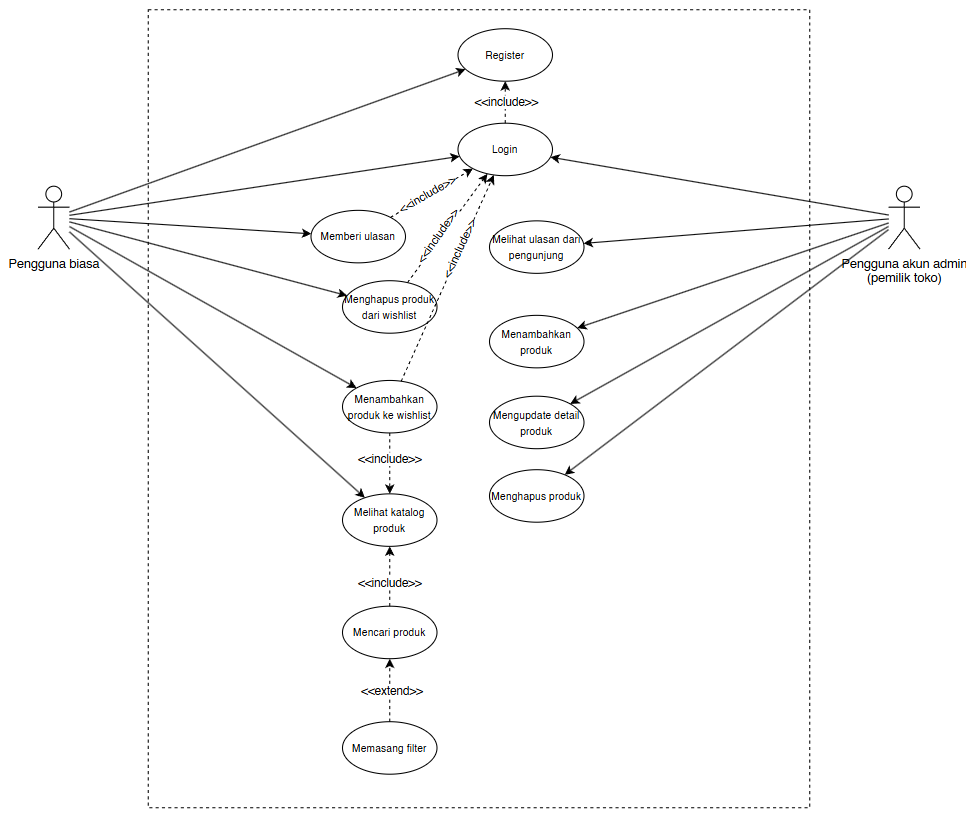 Register
<<include>>
Login
<<include>>
<<include>>
<<include>>
Memberi ulasan
Melihat ulasan dari
pengunjung
Pengguna biasa
Pengguna akun admin
(pemilik toko)
Menghapus produk
dari wishlist
Menambahkan
produk
Menambahkan
produk ke wishlist
Mengupdate detail
produk
<<include>>
Menghapus produk
Melihat katalog
produk
<<include>>
Mencari produk
<<extend>>
Memasang filter